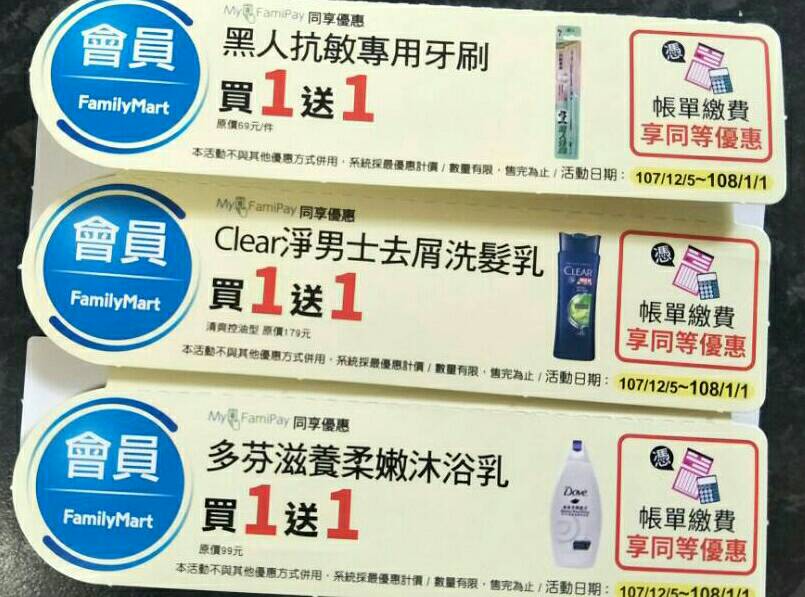 My FamiPay 同享優惠
會員
FamilyMart
黑人抗敏專用牙刷
買1送1
原價69元/件
憑
帳單繳費
享同等優惠
本活動不與其他優惠方式併用，系統採最優惠計價 / 數量有限，售完為止 / 活動日期：107/12/5~108/1/1
My FamiPay 同享優惠
會員
FamilyMart
Clear淨男士去屑洗髮乳
買1送1
清爽控油型 原價179元
CLEAR
憑
帳單繳費
享同等優惠
本活動不與其他優惠方式併用，系統採最優惠計價 / 數量有限，售完為止 / 活動日期：107/12/5~108/1/1
My FamiPay 同享優惠
會員
FamilyMart
多芬滋養柔嫩沐浴乳
買1送1
原價99元
Dove
憑
帳單繳費
享同等優惠
本活動不與其他優惠方式併用，系統採最優惠計價 / 數量有限，售完為止 / 活動日期：107/12/5~108/1/1